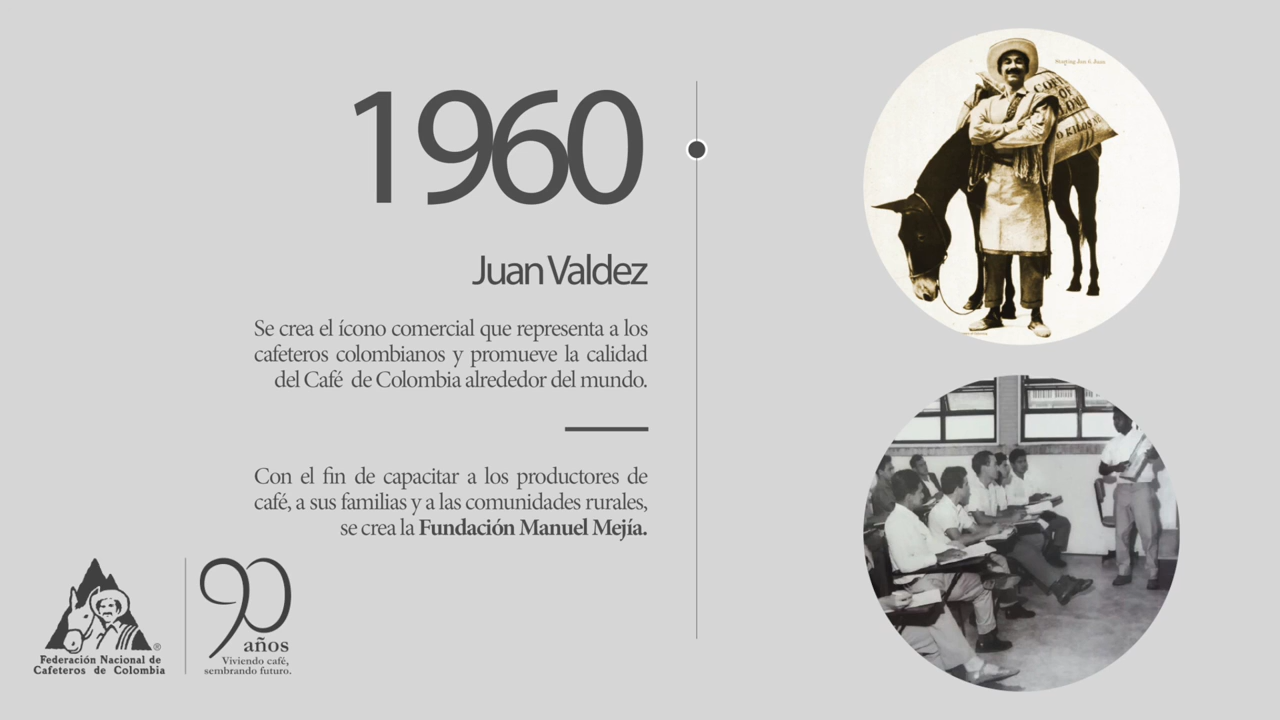 1960
Juan Valdez
Se crea el ícono comercial que representa a los
cafeteros colombianos y promueve la calidad
del Café de Colombia alrededor del mundo.
Con el fin de capacitar a los productores de
café, a sus familias y a las comunidades rurales,
se crea la Fundación Manuel Mejía.
Federación Nacional de
Cafeteros de Colombia
®
90
años
Viviendo café,
sembrando futuro.